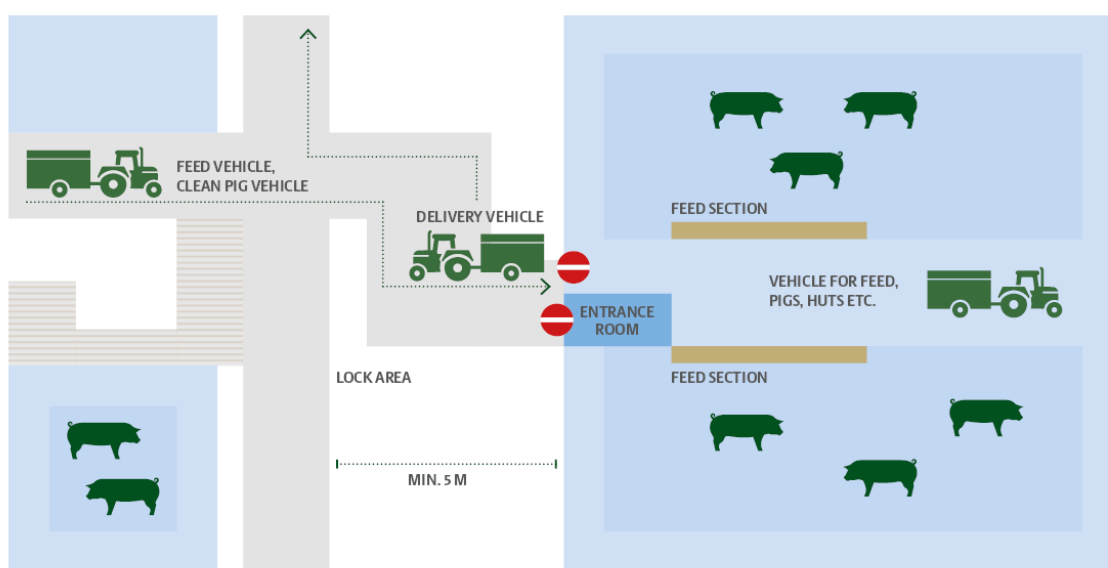 FEED VEHICLE,
CLEAN PIG VEHICLE
DELIVERY VEHICLE
FEED SECTION
VEHICLE FOR FEED,
PIGS, HUTS ETC.
ENTRANCE
ROOM
LOCK AREA
FEED SECTION
MIN. 5 M